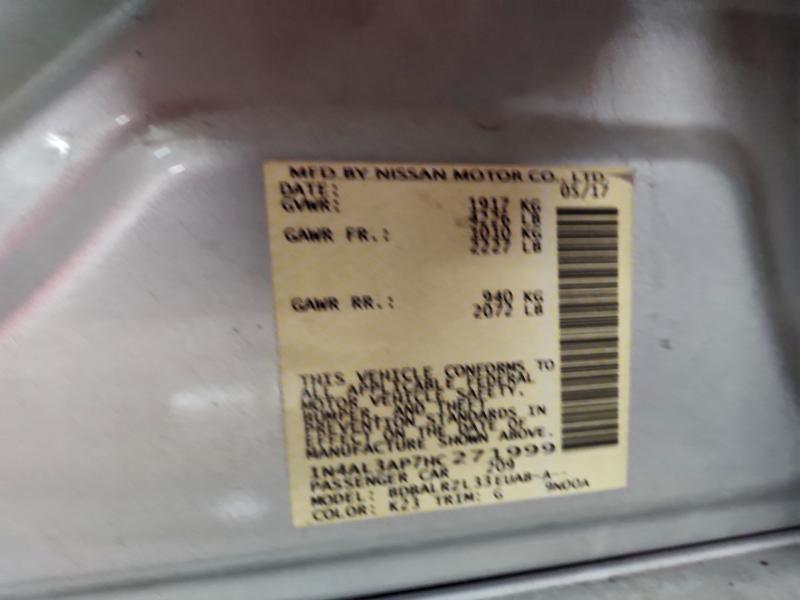 MFD BY NISSAN MOTOR CO., LTD.
DATE: 05/17
GVWR: 1917 KG
4226 LB
GAWR FR.: 1010 KG
2227 LB
GAWR RR.: 940 KG
2072 LB
THIS VEHICLE CONFORMS TO
ALL APPLICABLE FEDERAL
MOTOR VEHICLE SAFETY,
BUMPER, AND THEFT
PREVENTION STANDARDS IN
EFFECT ON THE DATE OF
MANUFACTURE SHOWN ABOVE.
1N4AL3AP7HC271999
PASSENGER CAR 209
MODEL: BDBALRZL33EUAB-A--
COLOR: K23 TRIM: G 9N00A